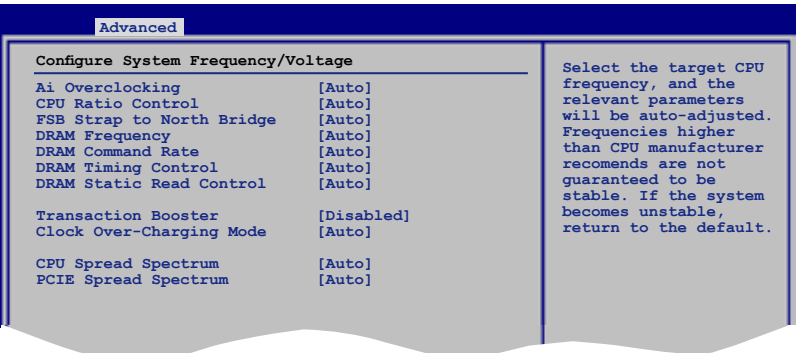 Advanced
Configure System Frequency/Voltage
Ai Overclocking [Auto]
CPU Ratio Control [Auto]
FSB Strap to North Bridge [Auto]
DRAM Frequency [Auto]
DRAM Command Rate [Auto]
DRAM Timing Control [Auto]
DRAM Static Read Control [Auto]
Transaction Booster [Disabled]
Clock Over-Charging Mode [Auto]
CPU Spread Spectrum [Auto]
PCIE Spread Spectrum [Auto]
Select the target CPU
frequency, and the
relevant parameters
will be auto-adjusted.
Frequencies higher
than CPU manufacturer
recomends are not
guaranteed to be
stable. If the system
becomes unstable,
return to the default.